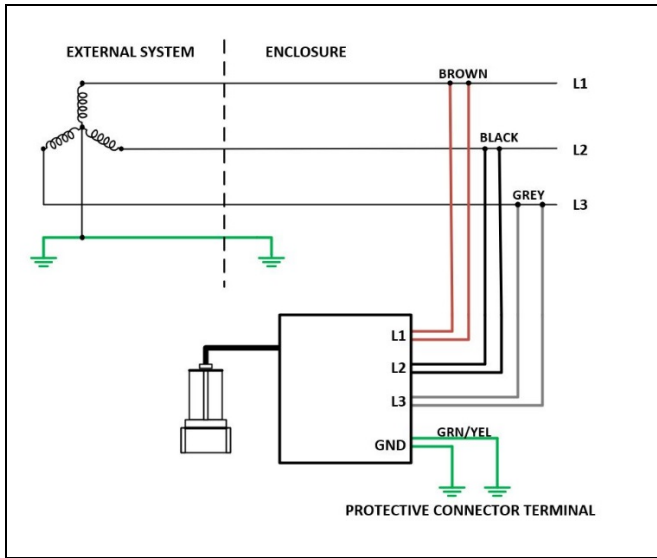 EXTERNAL SYSTEM
ENCLOSURE
BROWN
L1
BLACK
L2
GREY
L3
L1
L2
L3
GRN/YEL
GND
PROTECTIVE CONNECTOR TERMINAL